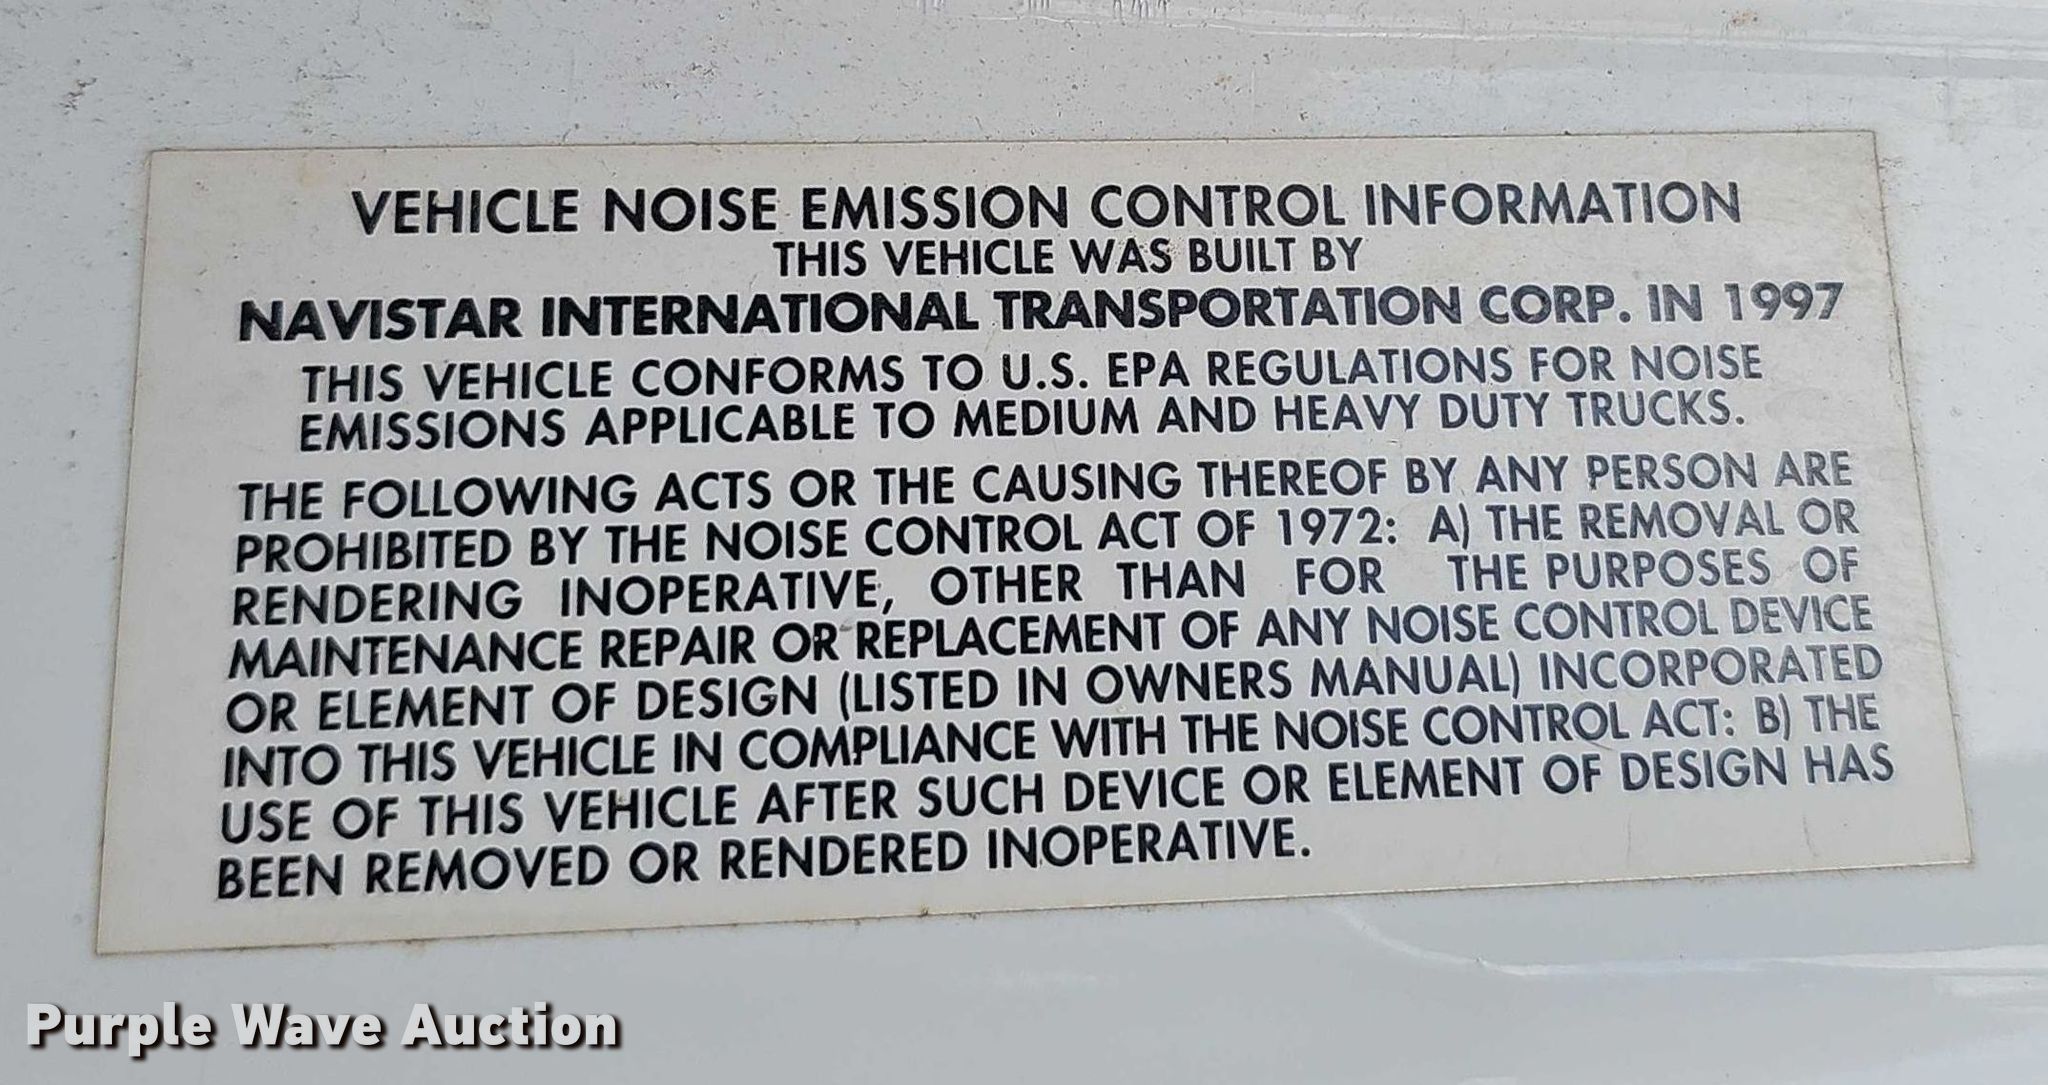 VEHICLE NOISE EMISSION CONTROL INFORMATION
THIS VEHICLE WAS BUILT BY
NAVISTAR INTERNATIONAL TRANSPORTATION CORP. IN 1997
THIS VEHICLE CONFORMS TO U.S. EPA REGULATIONS FOR NOISE
EMISSIONS APPLICABLE TO MEDIUM AND HEAVY DUTY TRUCKS.
THE FOLLOWING ACTS OR THE CAUSING THEREOF BY ANY PERSON ARE
PROHIBITED BY THE NOISE CONTROL ACT OF 1972: A) THE REMOVAL OR
RENDERING INOPERATIVE, OTHER THAN FOR THE PURPOSES OF
MAINTENANCE REPAIR OR REPLACEMENT OF ANY NOISE CONTROL DEVICE
OR ELEMENT OF DESIGN (LISTED IN OWNERS MANUAL) INCORPORATED
INTO THIS VEHICLE IN COMPLIANCE WITH THE NOISE CONTROL ACT: B) THE
USE OF THIS VEHICLE AFTER SUCH DEVICE OR ELEMENT OF DESIGN HAS
BEEN REMOVED OR RENDERED INOPERATIVE.
Purple Wave Auction